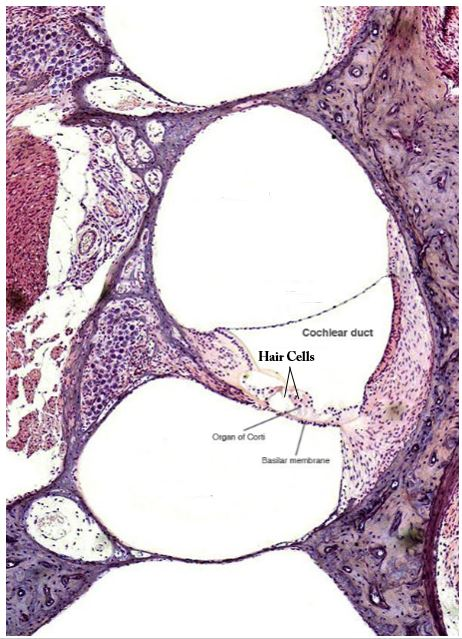 Cochlear duct
Hair Cells
Organ of Corti
Basilar membrane